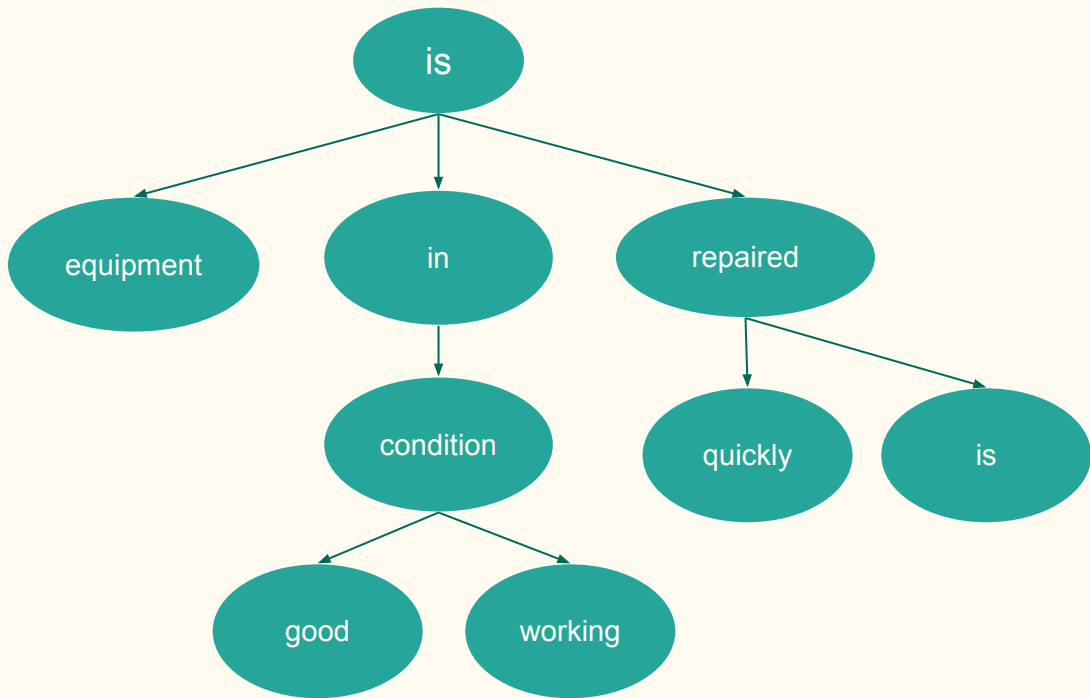 is
equipment
in
repaired
condition
quickly
is
good
working